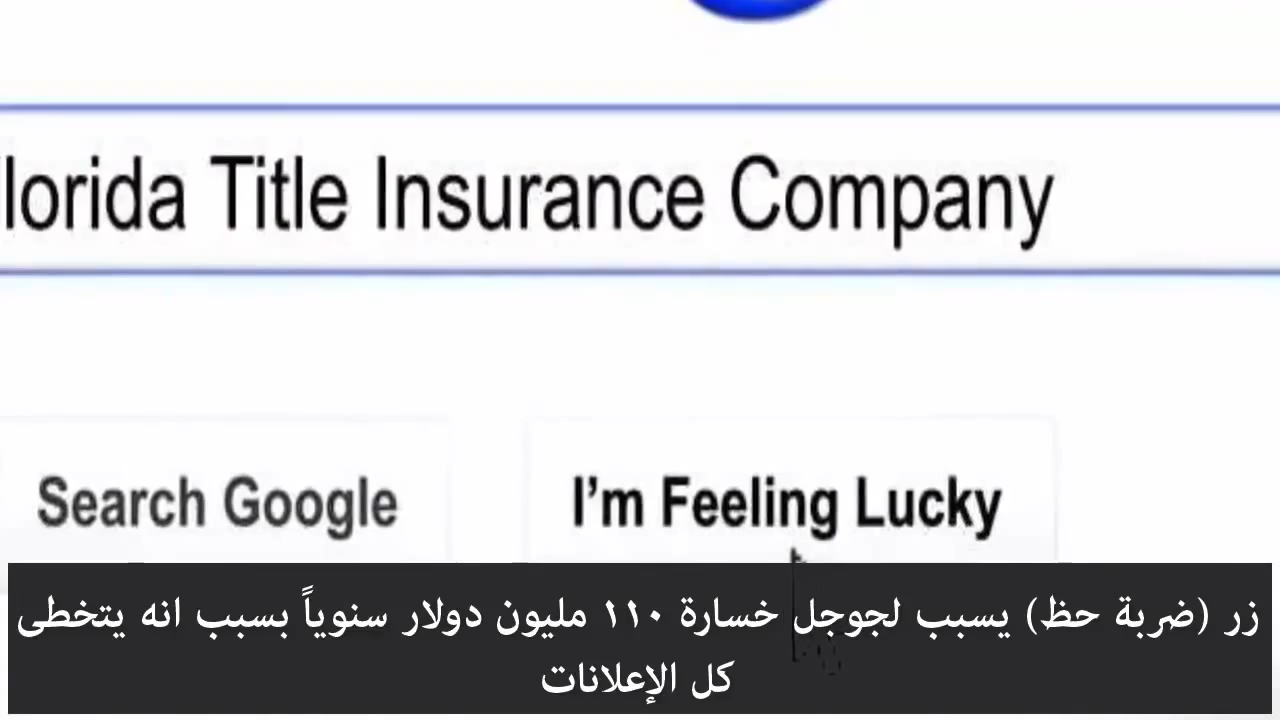 lorida Title Insurance Company
Search Google
I'm Feeling Lucky
زر (ضربة حظ) يسبب لجوجل خسارة ١١٠ مليون دولار سنوياً بسبب انه يتخطى
كل الإعلانات